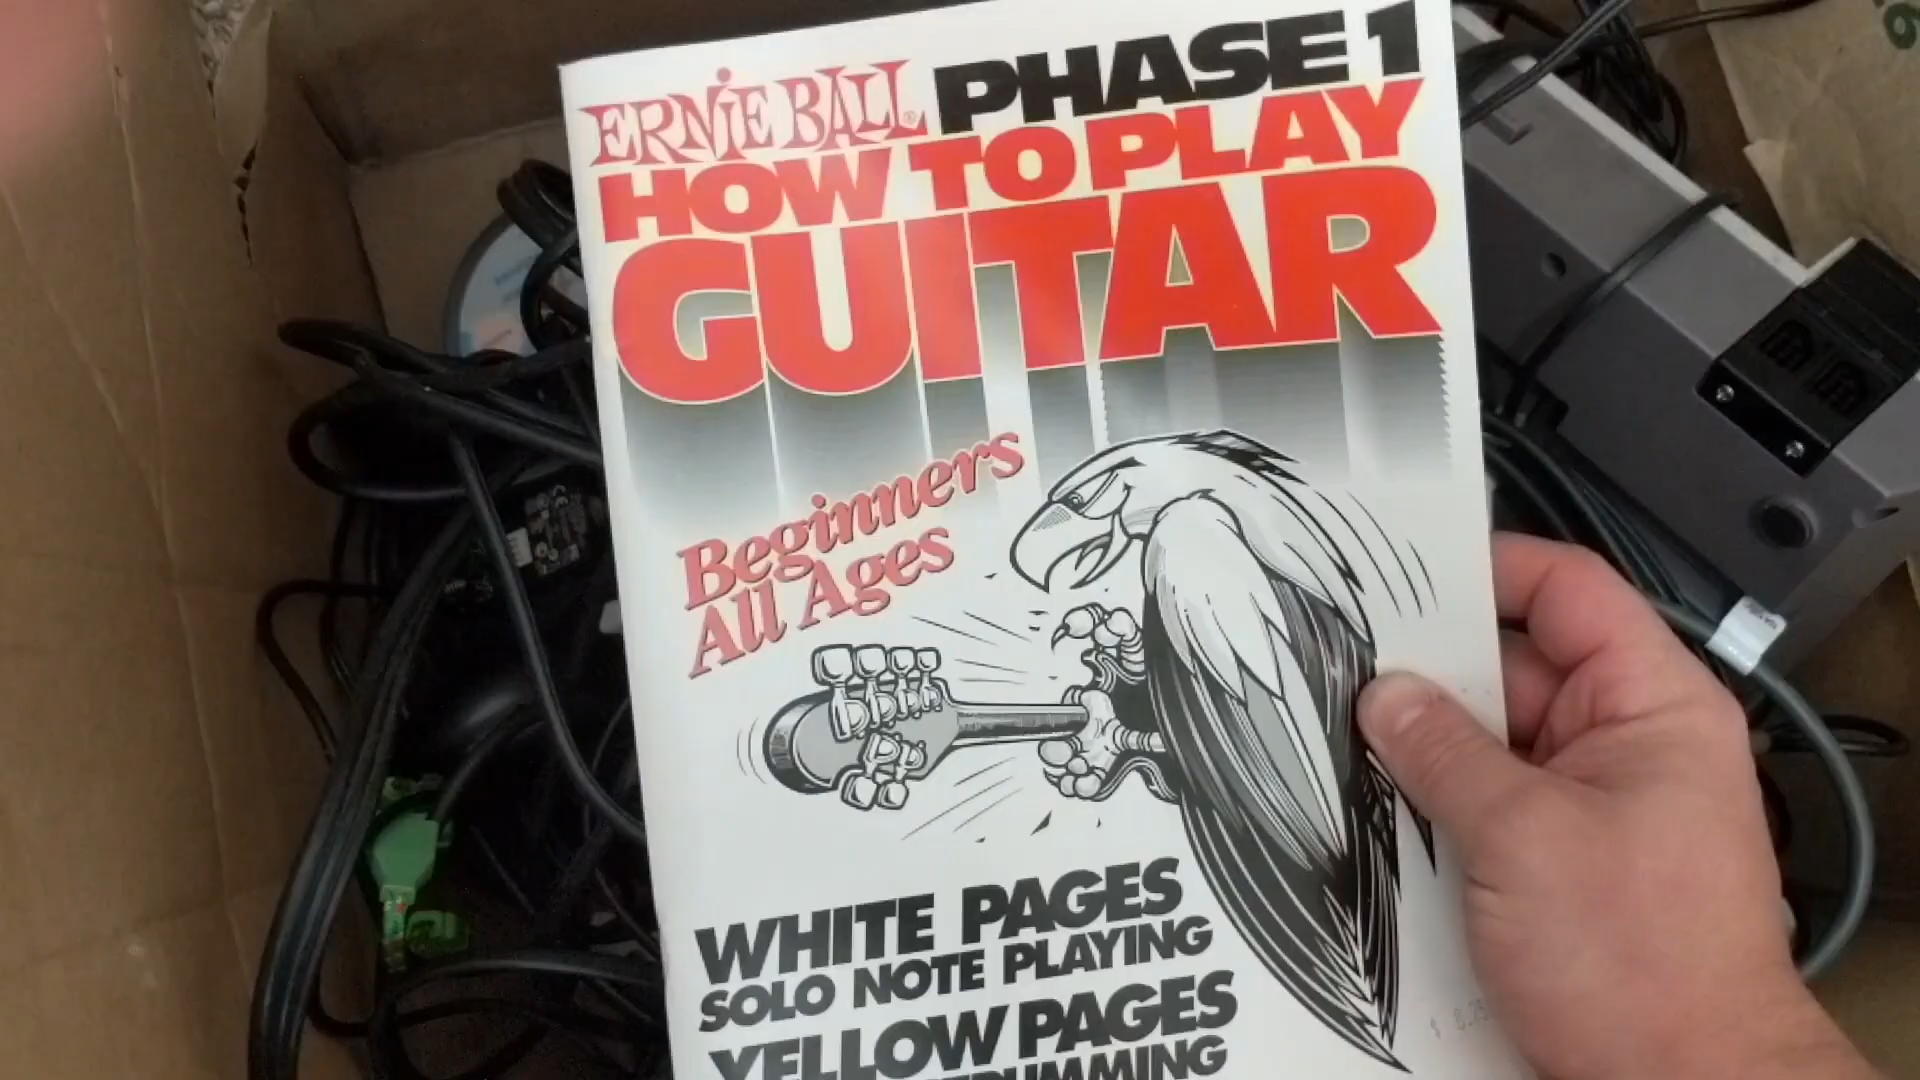 ERNIE BALL® PHASE 1
HOW TO PLAY
GUITAR
Beginners
All Ages
WHITE PAGES
SOLO NOTE PLAYING
YELLOW PAGES